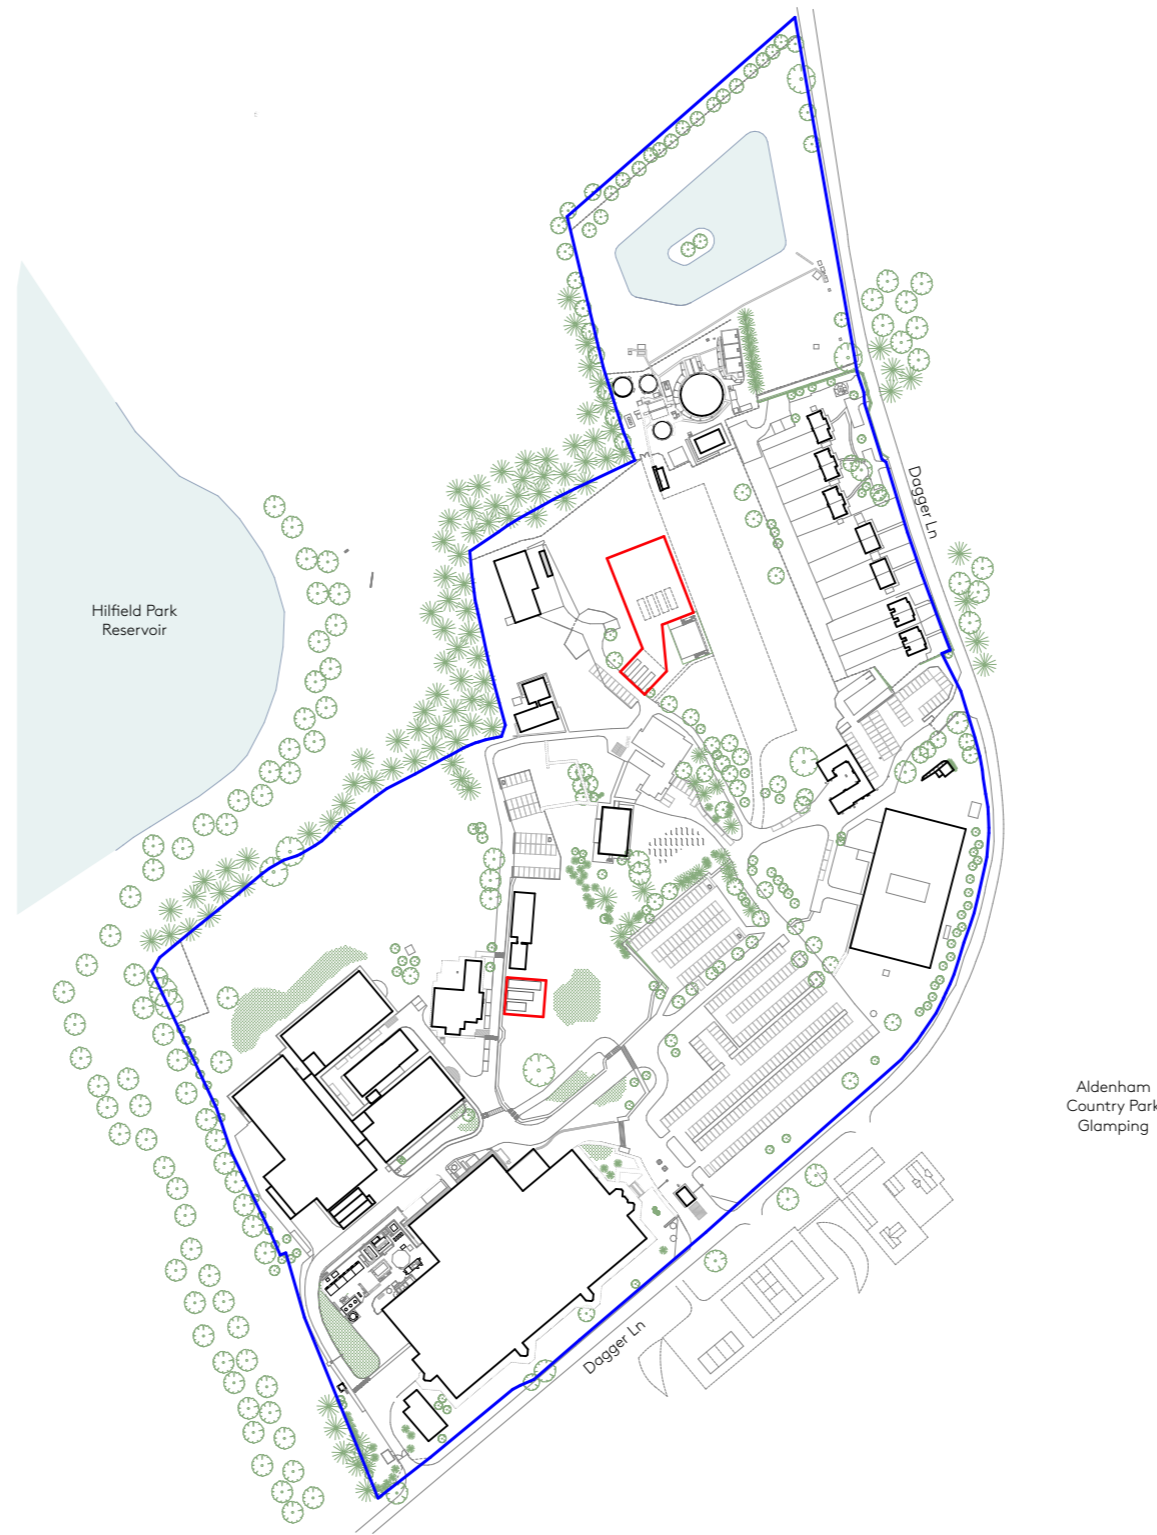 Dagger Ln
Hilfield Park
Reservoir
Aldenham
Country Park
Glamping
Dagger Ln